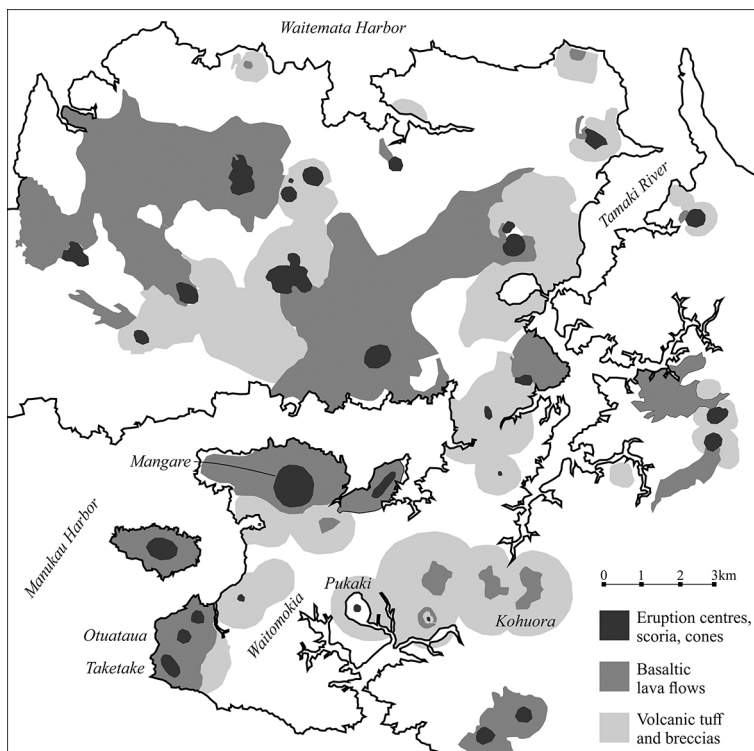 Waitemata Harbor
Tamaki River
Mangare
Manukau Harbor
Pukaki
Kohuora
Otuataua
Waitomokia
Taketake
0 1 2 3km
Eruption centres,
scoria, cones
Basaltic
lava flows
Volcanic tuff
and breccias